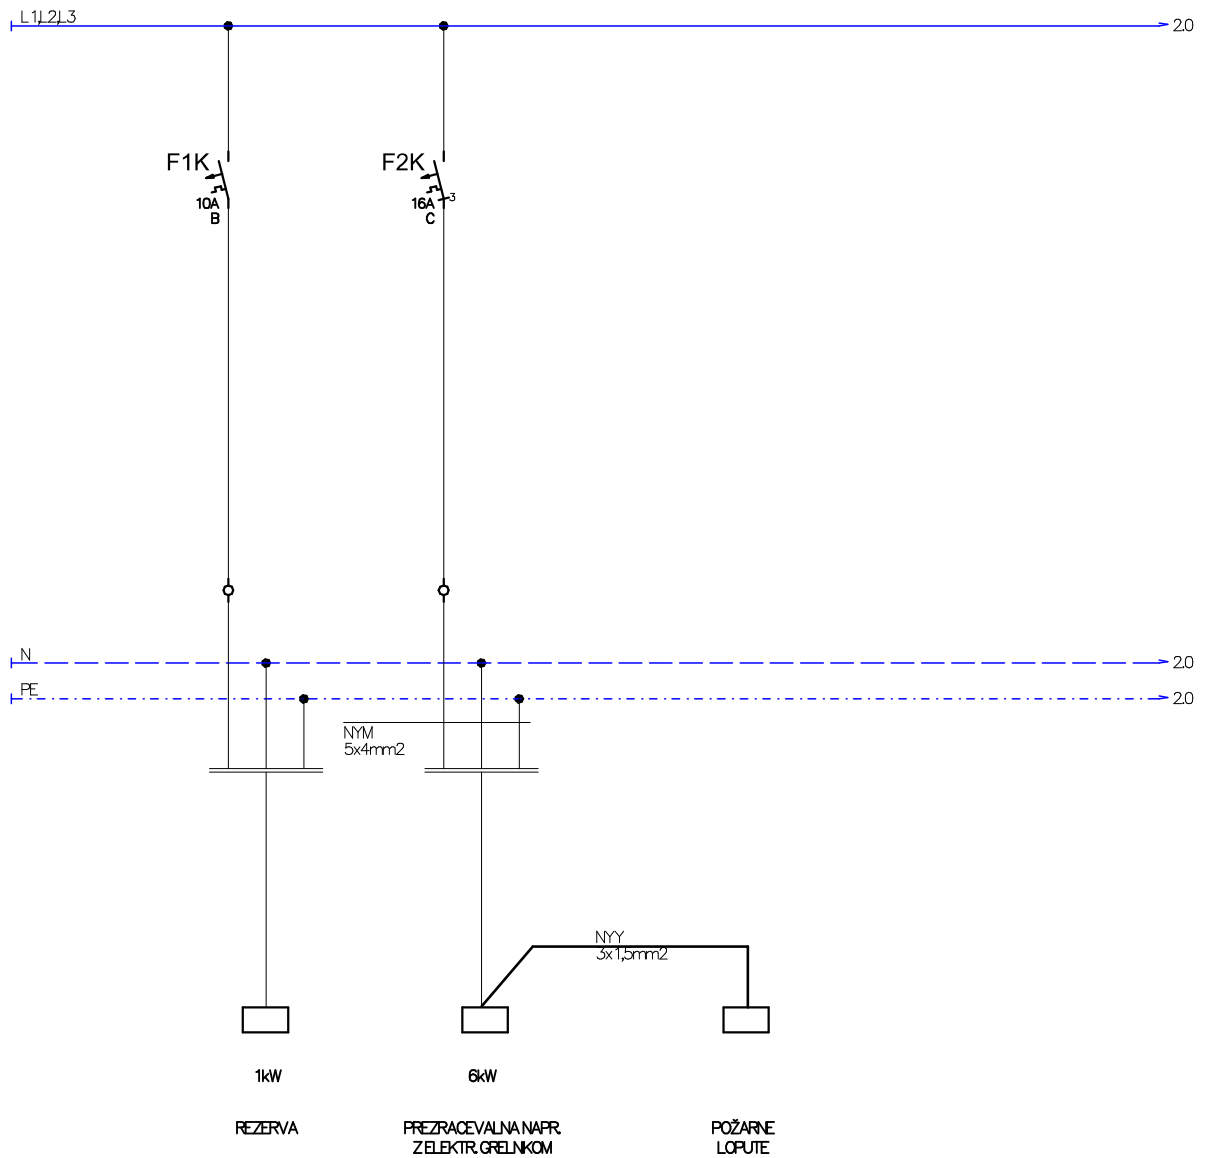 L1,L2,L3
2.0
F1K
10A
B
F2K
16A
C
3
N
2.0
PE
2.0
NYM
5x4mm2
NYY
3x1,5mm2
1kW
6kW
REZERVA
PREZRACEVALNA NAPR.
Z ELEKTR. GRELNIKOM
POŽARNE
LOPUTE